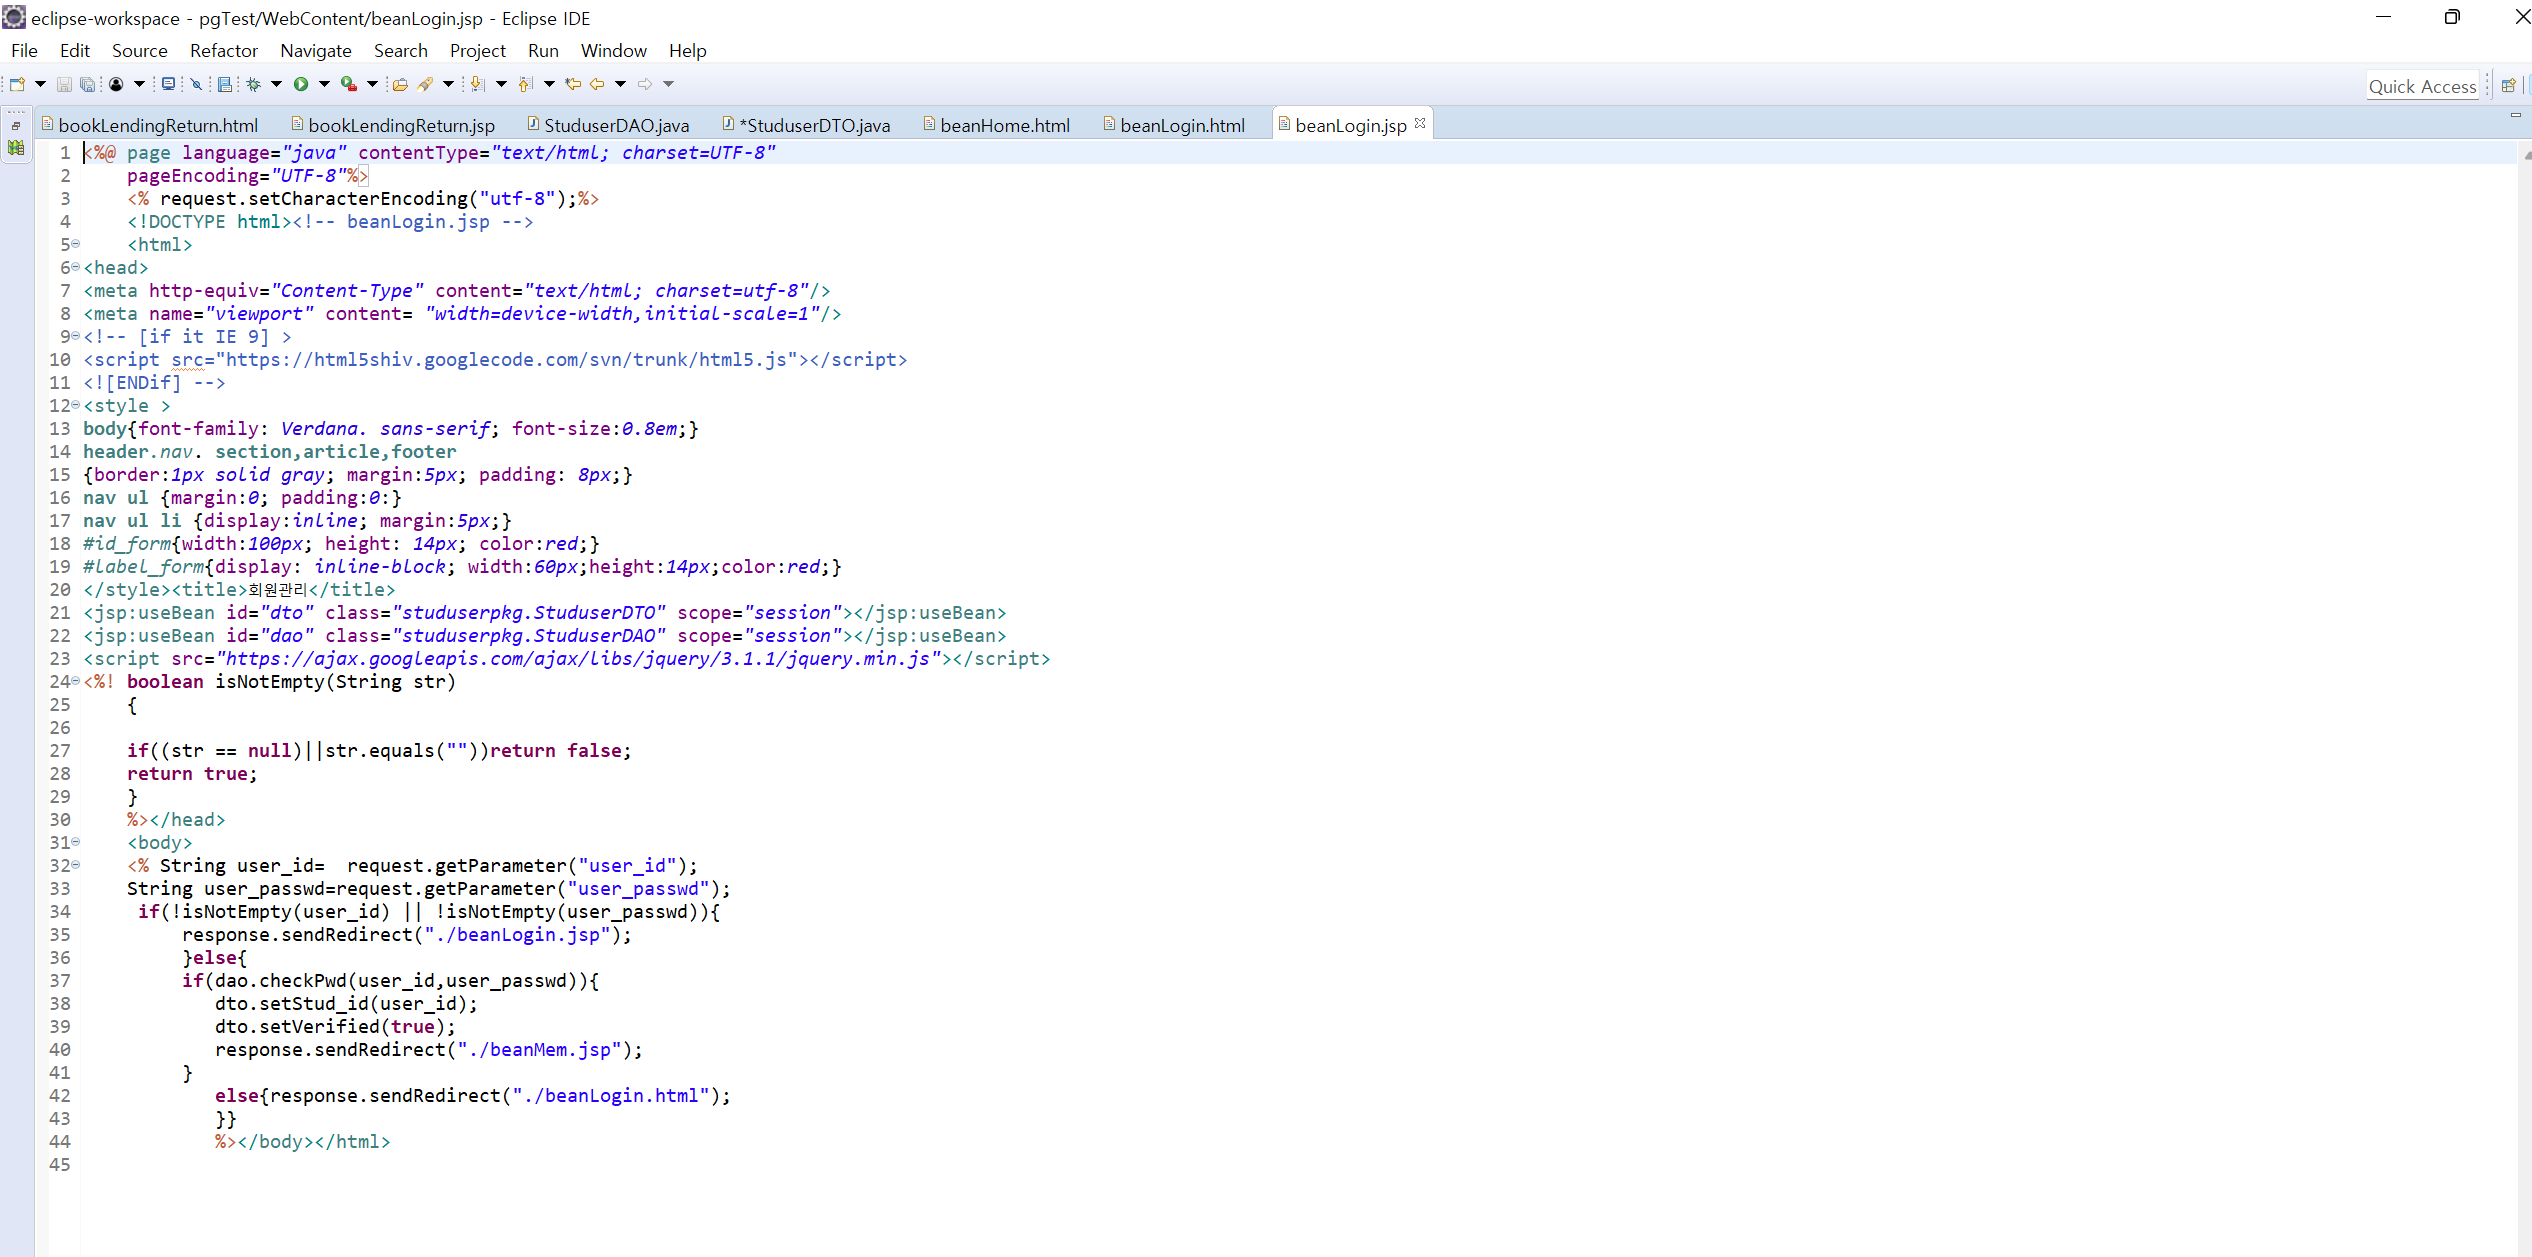 eclipse-workspace - pgTest/WebContent/beanLogin.jsp - Eclipse IDE
File Edit Source Refactor Navigate Search Project Run Window Help
Quick Access
bookLendingReturn.html bookLendingReturn.jsp StuduserDAO.java *StuduserDTO.java beanHome.html beanLogin.html beanLogin.jsp
1 <%@ page language="java" contentType="text/html; charset=UTF-8"
2     pageEncoding="UTF-8"%>
3     <% request.setCharacterEncoding("utf-8");%>
4     <!DOCTYPE html><!-- beanLogin.jsp -->
5     <html>
6 <head>
7 <meta http-equiv="Content-Type" content="text/html; charset=utf-8"/>
8 <meta name="viewport" content= "width=device-width,initial-scale=1"/>
9 <!-- [if it IE 9] >
10 <script src="https://html5shiv.googlecode.com/svn/trunk/html5.js"></script>
11 <![ENDif] -->
12 <style >
13 body{font-family: Verdana. sans-serif; font-size:0.8em;}
14 header.nav. section,article,footer
15 {border:1px solid gray; margin:5px; padding: 8px;}
16 nav ul {margin:0; padding:0:}
17 nav ul li {display:inline; margin:5px;}
18 #id_form{width:100px; height: 14px; color:red;}
19 #label_form{display: inline-block; width:60px;height:14px;color:red;}
20 </style><title>회원관리</title>
21 <jsp:useBean id="dto" class="studuserpkg.StuduserDTO" scope="session"></jsp:useBean>
22 <jsp:useBean id="dao" class="studuserpkg.StuduserDAO" scope="session"></jsp:useBean>
23 <script src="https://ajax.googleapis.com/ajax/libs/jquery/3.1.1/jquery.min.js"></script>
24 <%! boolean isNotEmpty(String str)
25     {
26
27     if((str == null)||str.equals(""))return false;
28     return true;
29     }
30     %></head>
31     <body>
32     <% String user_id=  request.getParameter("user_id");
33     String user_passwd=request.getParameter("user_passwd");
34      if(!isNotEmpty(user_id) || !isNotEmpty(user_passwd)){
35          response.sendRedirect("./beanLogin.jsp");
36          }else{
37          if(dao.checkPwd(user_id,user_passwd)){
38             dto.setStud_id(user_id);
39             dto.setVerified(true);
40             response.sendRedirect("./beanMem.jsp");
41          }
42             else{response.sendRedirect("./beanLogin.html");
43             }}
44             %></body></html>
45